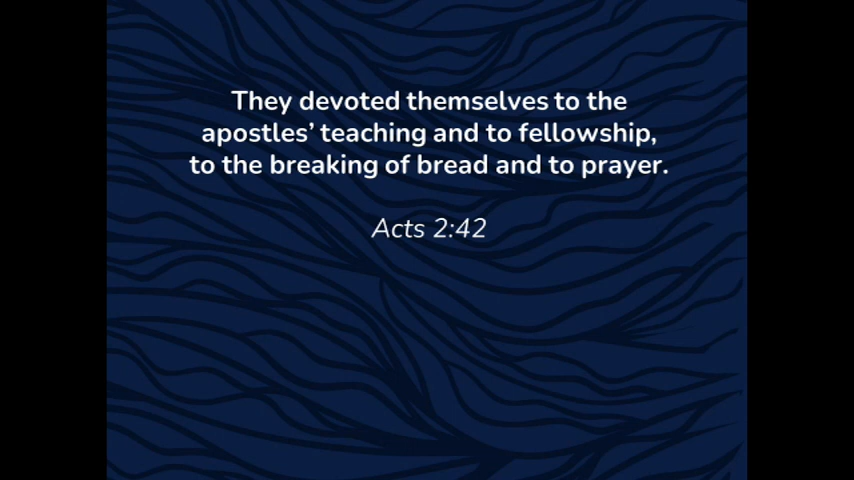 They devoted themselves to the
apostles’ teaching and to fellowship,
to the breaking of bread and to prayer.
Acts 2:42